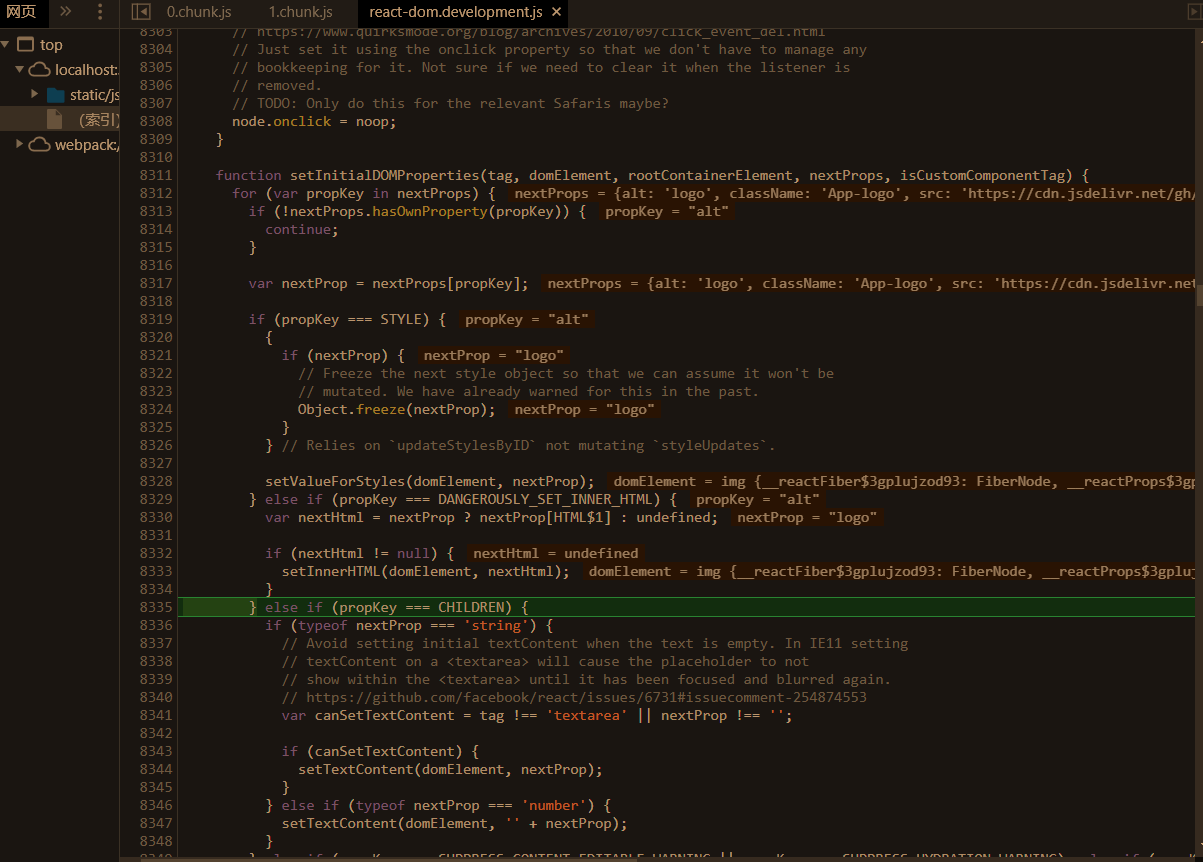 网页 » ⋮ 0.chunk.js 1.chunk.js react-dom.development.js ×
top
localhost:
static/js
(索引)
webpack:/
8303 // https://www.quirksmode.org/blog/archives/2010/09/click_event_del.html
8304 // Just set it using the onclick property so that we don't have to manage any
8305 // bookkeeping for it. Not sure if we need to clear it when the listener is
8306 // removed.
8307 // TODO: Only do this for the relevant Safaris maybe?
8308 node.onclick = noop;
8309 }
8310
8311 function setInitialDOMProperties(tag, domElement, rootContainerElement, nextProps, isCustomComponentTag) {
8312 for (var propKey in nextProps) { nextProps = {alt: 'logo', className: 'App-logo', src: 'https://cdn.jsdelivr.net/gh/
8313 if (!nextProps.hasOwnProperty(propKey)) { propKey = "alt"
8314 continue;
8315 }
8316
8317 var nextProp = nextProps[propKey]; nextProps = {alt: 'logo', className: 'App-logo', src: 'https://cdn.jsdelivr.net
8318
8319 if (propKey === STYLE) { propKey = "alt"
8320 {
8321 if (nextProp) { nextProp = "logo"
8322 // Freeze the next style object so that we can assume it won't be
8323 // mutated. We have already warned for this in the past.
8324 Object.freeze(nextProp); nextProp = "logo"
8325 }
8326 } // Relies on `updateStylesByID` not mutating `styleUpdates`.
8327
8328 setValueForStyles(domElement, nextProp); domElement = img {__reactFiber$3gplujzod93: FiberNode, __reactProps$3gp
8329 } else if (propKey === DANGEROUSLY_SET_INNER_HTML) { propKey = "alt"
8330 var nextHtml = nextProp ? nextProp[HTML$1] : undefined; nextProp = "logo"
8331
8332 if (nextHtml != null) { nextHtml = undefined
8333 setInnerHTML(domElement, nextHtml); domElement = img {__reactFiber$3gplujzod93: FiberNode, __reactProps$3gpluj
8334 }
8335 } else if (propKey === CHILDREN) {
8336 if (typeof nextProp === 'string') {
8337 // Avoid setting initial textContent when the text is empty. In IE11 setting
8338 // textContent on a <textarea> will cause the placeholder to not
8339 // show within the <textarea> until it has been focused and blurred again.
8340 // https://github.com/facebook/react/issues/6731#issuecomment-254874553
8341 var canSetTextContent = tag !== 'textarea' || nextProp !== '';
8342
8343 if (canSetTextContent) {
8344 setTextContent(domElement, nextProp);
8345 }
8346 } else if (typeof nextProp === 'number') {
8347 setTextContent(domElement, '' + nextProp);
8348 }